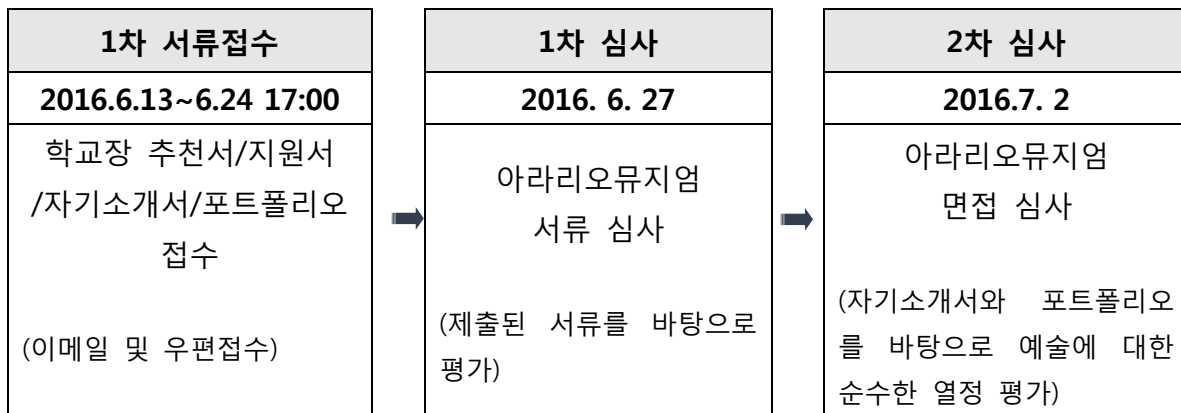 1차 서류접수
2016.6.13~6.24 17:00
학교장 추천서/지원서
/자기소개서/포트폴리오
접수
(이메일 및 우편접수)
1차 심사
2016. 6. 27
아라리오뮤지엄
서류 심사
(제출된 서류를 바탕으로
평가)
2차 심사
2016.7. 2
아라리오뮤지엄
면접 심사
(자기소개서와 포트폴리오
를 바탕으로 예술에 대한
순수한 열정 평가)